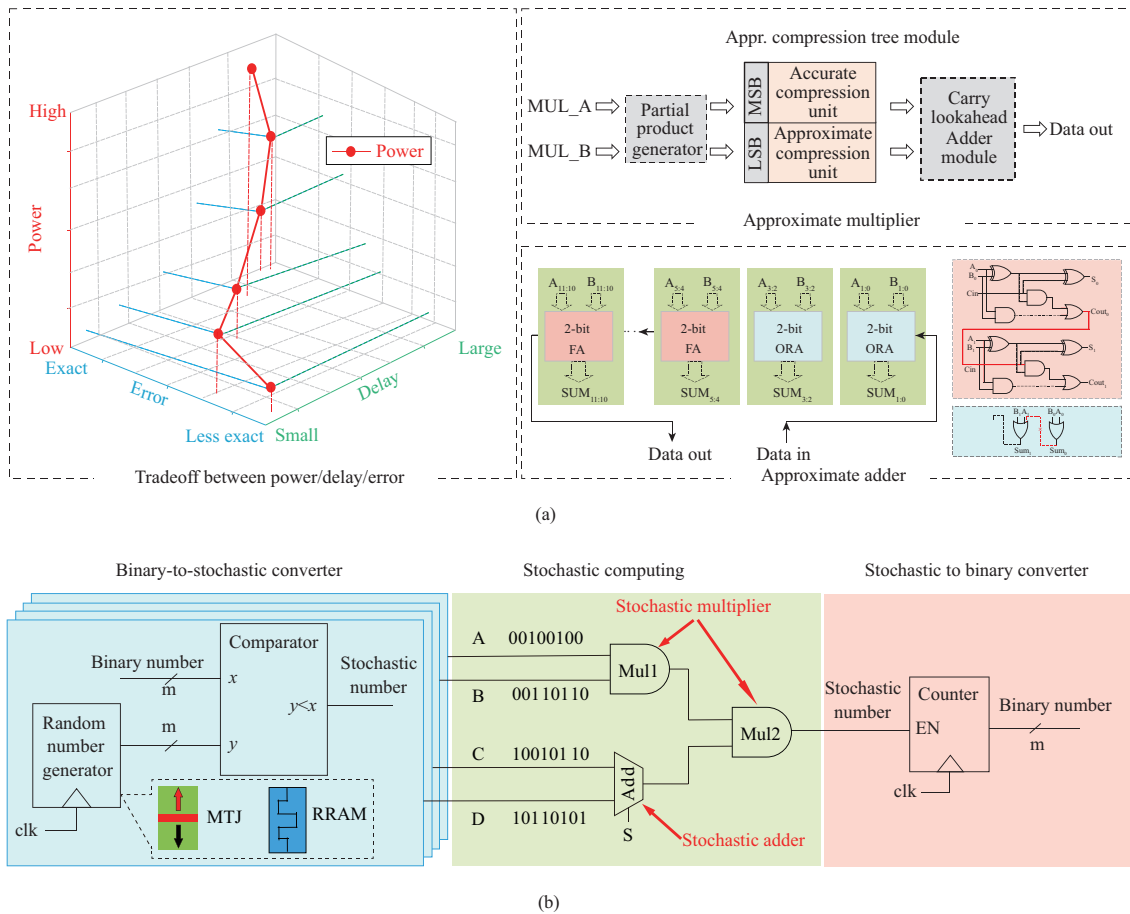 High
Power
Power
Low
Exact
Error
Less exact
Small
Delay
Large
Tradeoff between power/delay/error
Appr. compression tree module
MUL_A
MUL_B
Partial
product
generator
MSB
LSB
Accurate
compression
unit
Approximate
compression
unit
Carry
lookahead
Adder
module
Data out
Approximate multiplier
A11:10 B11:10
2-bit
FA
SUM11:10
A5:4 B5:4
2-bit
FA
SUM5:4
A3:2 B3:2
2-bit
ORA
SUM3:2
A1:0 B1:0
2-bit
ORA
SUM1:0
Data out
Data in
Approximate adder
Cin
Cin
Sum1
(a)
Binary-to-stochastic converter
Stochastic computing
Stochastic to binary converter
Binary number
m
Comparator
x
y<x
y
Stochastic
number
Random
number
generator
m
clk
MTJ
RRAM
A 00100100
B 00110110
C 10010110
D 10110101
Mul1
Mul2
Add
S
Stochastic multiplier
Stochastic adder
Stochastic
number
Counter
EN
clk
Binary number
m
(b)